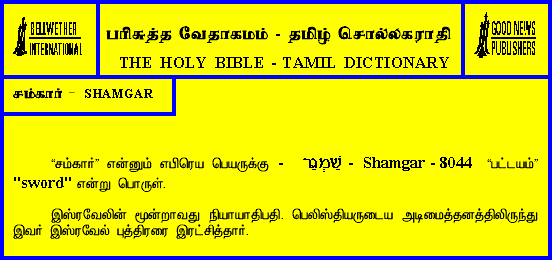 BELLWETHER
INTERNATIONAL
பரிசுத்த வேதாகமம் - தமிழ் சொல்லகராதி
THE HOLY BIBLE - TAMIL DICTIONARY
GOOD NEWS
PUBLISHERS
சம்கார் - SHAMGAR
“சம்கார்” என்னும் எபிரெய பெயருக்கு - שַׁמְגַּר - Shamgar - 8044 “பட்டயம்”
"sword" என்று பொருள்.
இஸ்ரவேலின் மூன்றாவது நியாயாதிபதி. பெலிஸ்தியருடைய அடிமைத்தனத்திலிருந்து
இவர் இஸ்ரவேல் புத்திரரை இரட்சித்தார்.